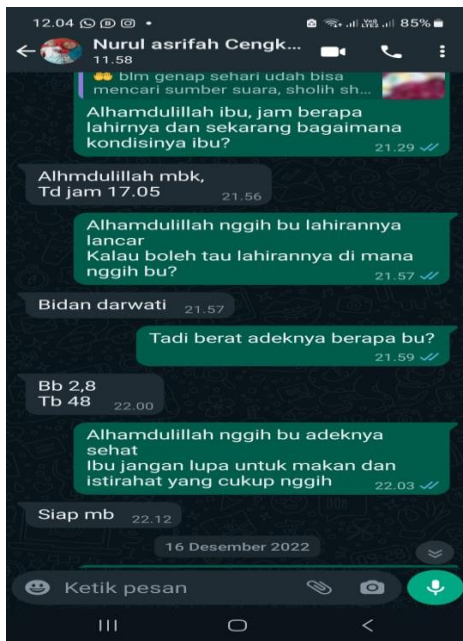 12.04
85%
Nurul asrifah Cengk...
11.58
blm genap sehari udah bisa
mencari sumber suara, sholih sh...
Alhamdulillah ibu, jam berapa
lahirnya dan sekarang bagaimana
kondisinya ibu?
21.29
Alhmdulillah mbk,
Td jam 17.05
21.56
Alhamdulillah nggih bu lahirannya
lancar
Kalau boleh tau lahirannya di mana
nggih bu?
21.57
Bidan darwati
21.57
Tadi berat adeknya berapa bu?
21.59
Bb 2,8
Tb 48
22.00
Alhamdulillah nggih bu adeknya
sehat
Ibu jangan lupa untuk makan dan
istirahat yang cukup nggih
22.03
Siap mb
22.12
16 Desember 2022
Ketik pesan